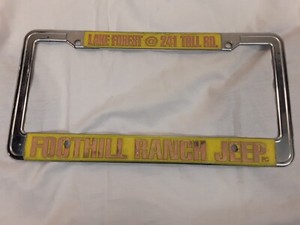 LAKE FOREST @ 241 TOLL RD.
FOOTHILL RANCH JEEP